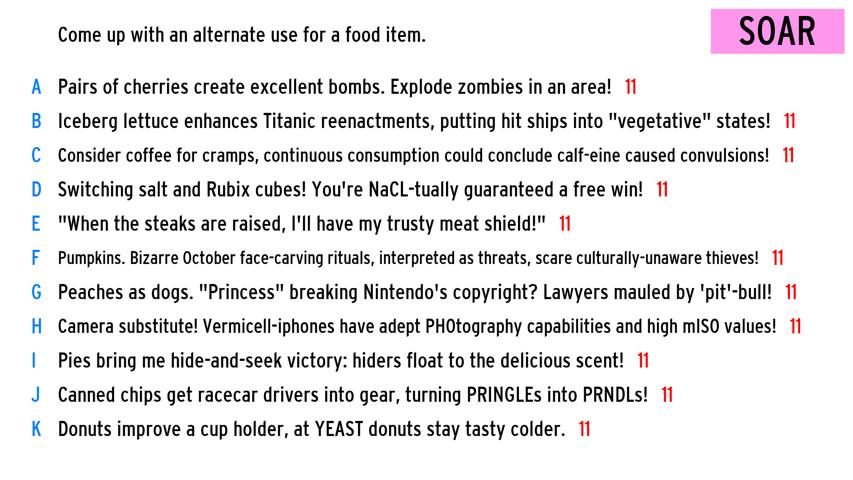 Come up with an alternate use for a food item.
SOAR
A Pairs of cherries create excellent bombs. Explode zombies in an area! 11
B Iceberg lettuce enhances Titanic reenactments, putting hit ships into "vegetative" states! 11
C Consider coffee for cramps, continuous consumption could conclude calf-eine caused convulsions! 11
D Switching salt and Rubix cubes! You're NaCL-tually guaranteed a free win! 11
E "When the steaks are raised, I'll have my trusty meat shield!" 11
F Pumpkins. Bizarre October face-carving rituals, interpreted as threats, scare culturally-unaware thieves! 11
G Peaches as dogs. "Princess" breaking Nintendo's copyright? Lawyers mauled by 'pit'-bull! 11
H Camera substitute! Vermicell-iphones have adept PHOtography capabilities and high mISO values! 11
I Pies bring me hide-and-seek victory: hiders float to the delicious scent! 11
J Canned chips get racecar drivers into gear, turning PRINGLEs into PRNDLs! 11
K Donuts improve a cup holder, at YEAST donuts stay tasty colder. 11